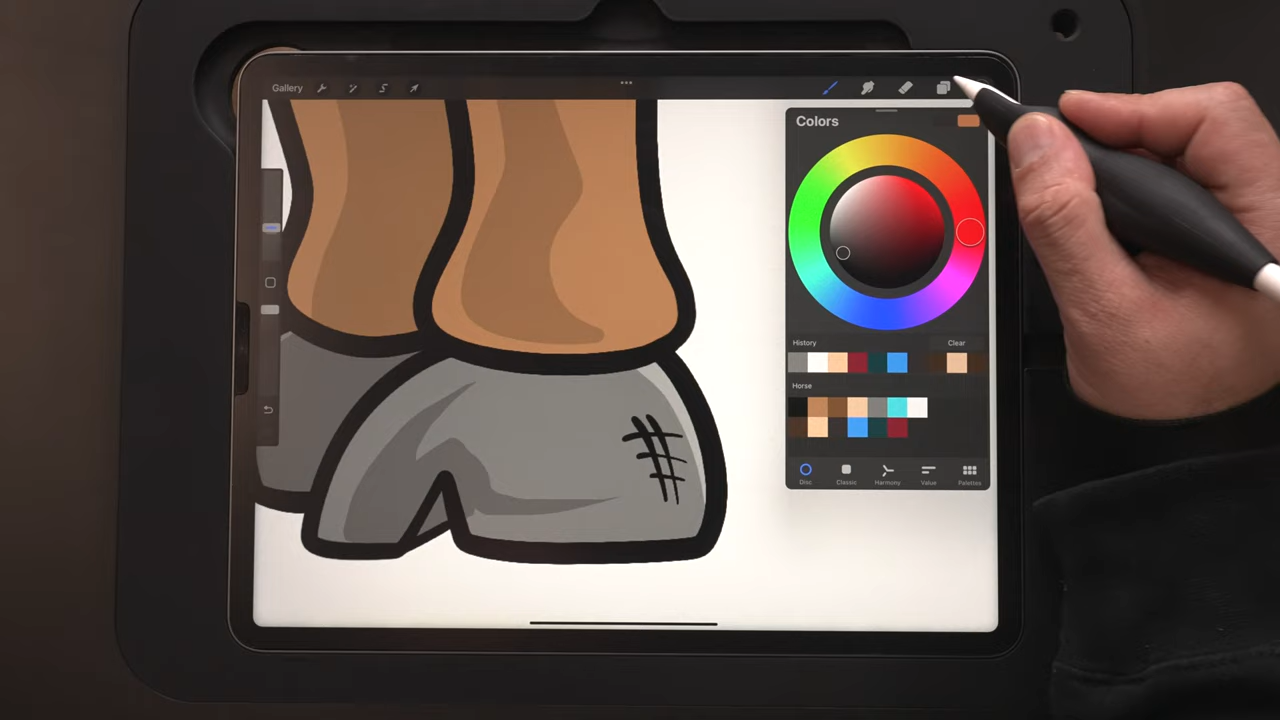 Gallery
Colors
History Clear
Horse
Disc Classic Harmony Value Palettes